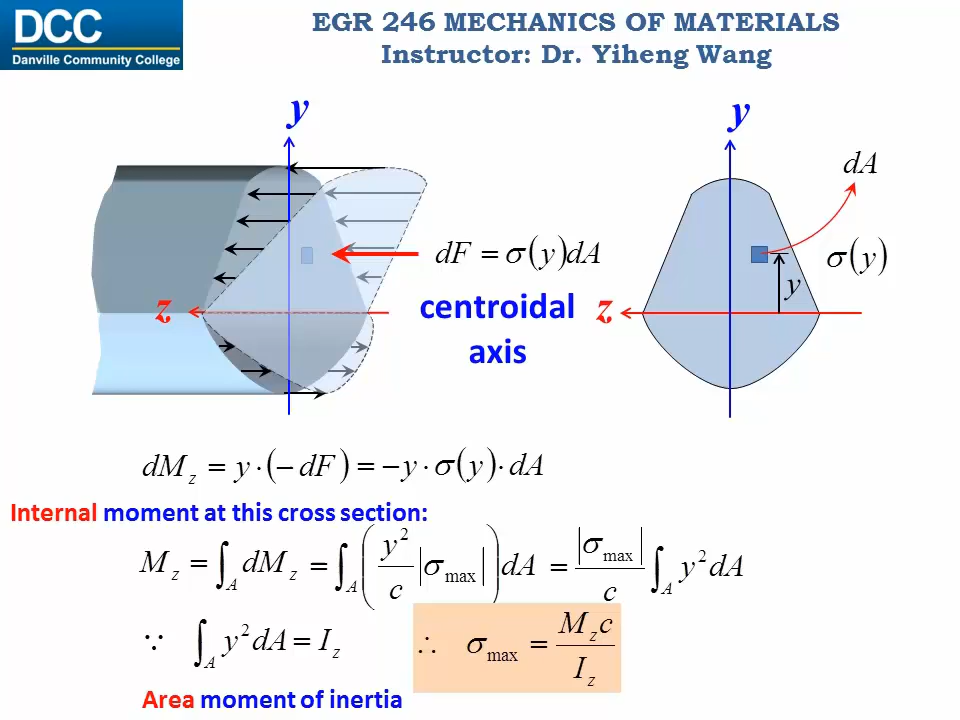 DCC
Danville Community College
EGR 246 MECHANICS OF MATERIALS
Instructor: Dr. Yiheng Wang
y
y
dA
dF = σ(y)dA
σ(y)
y
z
centroidal
axis
z
dM_z = y·(−dF) = −y·σ(y)·dA
Internal moment at this cross section:
M_z = ∫_A dM_z = ∫_A (y²/c |σ_max|) dA = |σ_max|/c ∫_A y² dA
∵ ∫_A y² dA = I_z ∴ σ_max = M_z c / I_z
Area moment of inertia